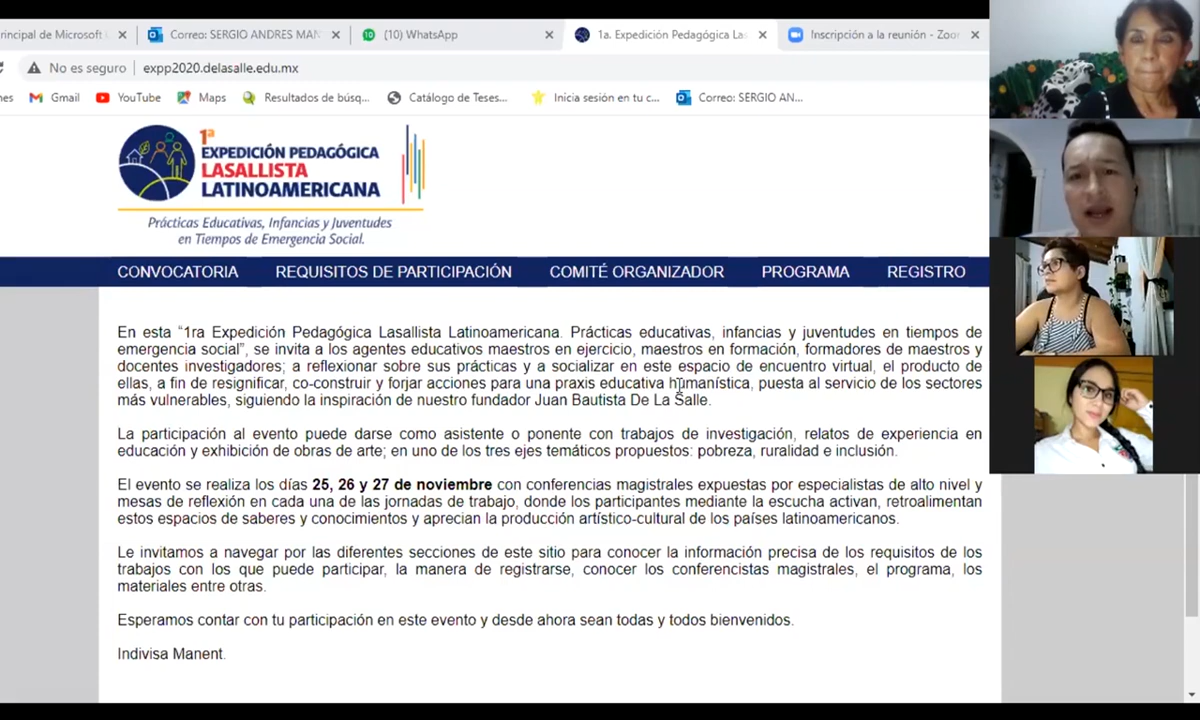 rincipal de Microsoft
Correo: SERGIO ANDRES MAN
(10) WhatsApp
1a. Expedición Pedagógica Las
Inscripción a la reunión - Zoor
No es seguro
expp2020.delasalle.edu.mx
nes
Gmail
YouTube
Maps
Resultados de búsq...
Catálogo de Teses...
Inicia sesión en tu c...
Correo: SERGIO AN...
1ª
EXPEDICIÓN PEDAGÓGICA
LASALLISTA
LATINOAMERICANA
Prácticas Educativas, Infancias y Juventudes
en Tiempos de Emergencia Social.
CONVOCATORIA
REQUISITOS DE PARTICIPACIÓN
COMITÉ ORGANIZADOR
PROGRAMA
REGISTRO
En esta “1ra Expedición Pedagógica Lasallista Latinoamericana. Prácticas educativas, infancias y juventudes en tiempos de
emergencia social”, se invita a los agentes educativos maestros en ejercicio, maestros en formación, formadores de maestros y
docentes investigadores; a reflexionar sobre sus prácticas y a socializar en este espacio de encuentro virtual, el producto de
ellas, a fin de resignificar, co-construir y forjar acciones para una praxis educativa humanística, puesta al servicio de los sectores
más vulnerables, siguiendo la inspiración de nuestro fundador Juan Bautista De La Salle.
La participación al evento puede darse como asistente o ponente con trabajos de investigación, relatos de experiencia en
educación y exhibición de obras de arte; en uno de los tres ejes temáticos propuestos: pobreza, ruralidad e inclusión.
El evento se realiza los días 25, 26 y 27 de noviembre con conferencias magistrales expuestas por especialistas de alto nivel y
mesas de reflexión en cada una de las jornadas de trabajo, donde los participantes mediante la escucha activan, retroalimentan
estos espacios de saberes y conocimientos y aprecian la producción artístico-cultural de los países latinoamericanos.
Le invitamos a navegar por las diferentes secciones de este sitio para conocer la información precisa de los requisitos de los
trabajos con los que puede participar, la manera de registrarse, conocer los conferencistas magistrales, el programa, los
materiales entre otras.
Esperamos contar con tu participación en este evento y desde ahora sean todas y todos bienvenidos.
Indivisa Manent.